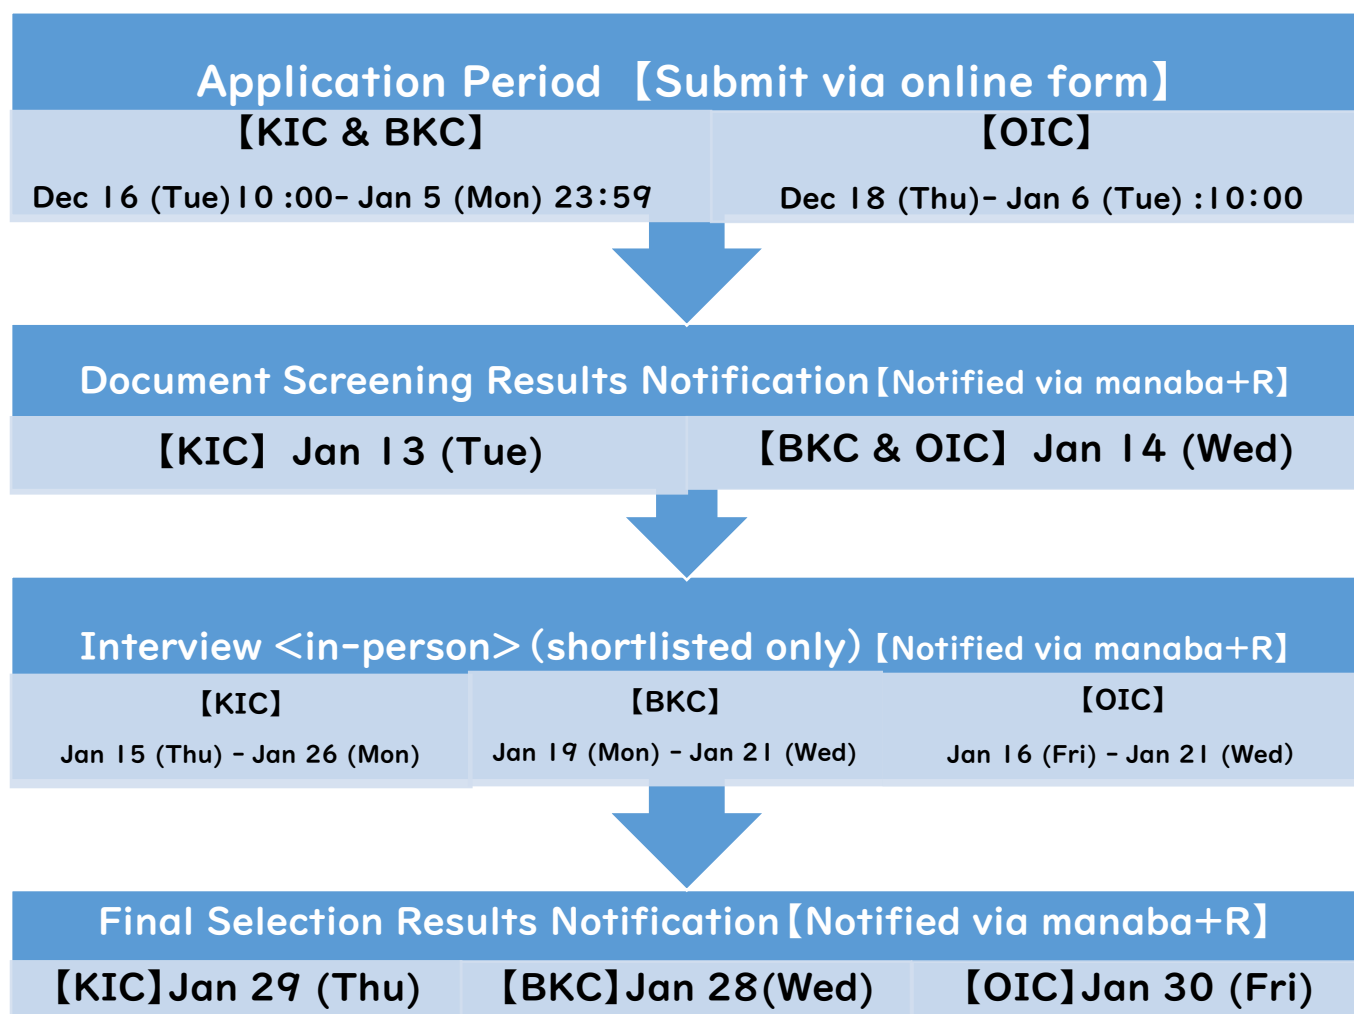 Application Period 【Submit via online form】
【KIC & BKC】
Dec 16 (Tue)10 :00- Jan 5 (Mon) 23:59
【OIC】
Dec 18 (Thu)- Jan 6 (Tue) :10:00
Document Screening Results Notification【Notified via manaba+R】
【KIC】 Jan 13 (Tue)
【BKC & OIC】 Jan 14 (Wed)
Interview <in-person> (shortlisted only)【Notified via manaba+R】
【KIC】
Jan 15 (Thu) - Jan 26 (Mon)
【BKC】
Jan 19 (Mon) - Jan 21 (Wed)
【OIC】
Jan 16 (Fri) - Jan 21 (Wed)
Final Selection Results Notification【Notified via manaba+R】
【KIC】Jan 29 (Thu)
【BKC】Jan 28(Wed)
【OIC】Jan 30 (Fri)